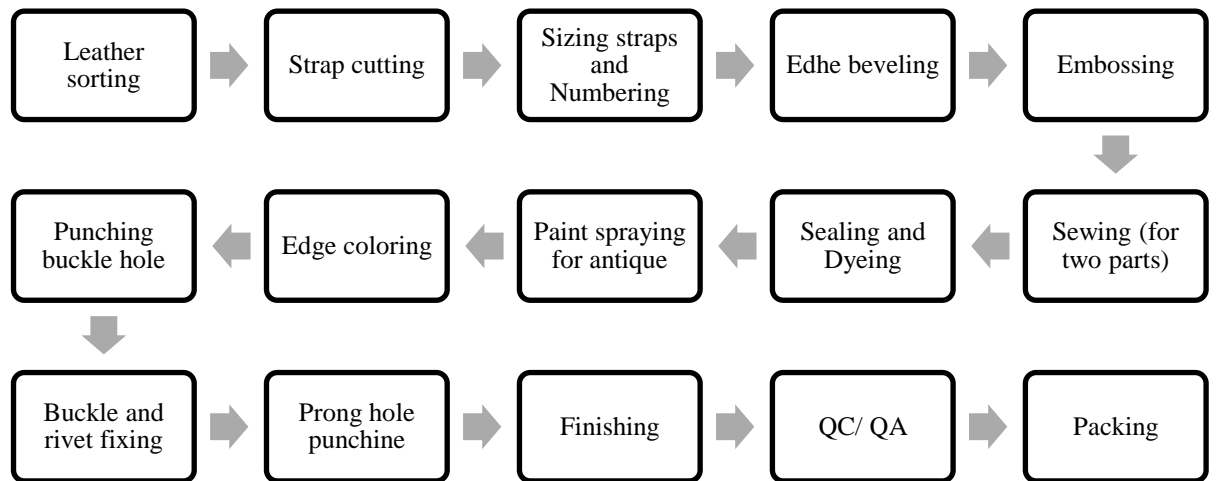 Leather
sorting
Strap cutting
Sizing straps
and
Numbering
Edhe beveling
Embossing
Sewing (for
two parts)
Sealing and
Dyeing
Paint spraying
for antique
Edge coloring
Punching
buckle hole
Buckle and
rivet fixing
Prong hole
punchine
Finishing
QC/ QA
Packing